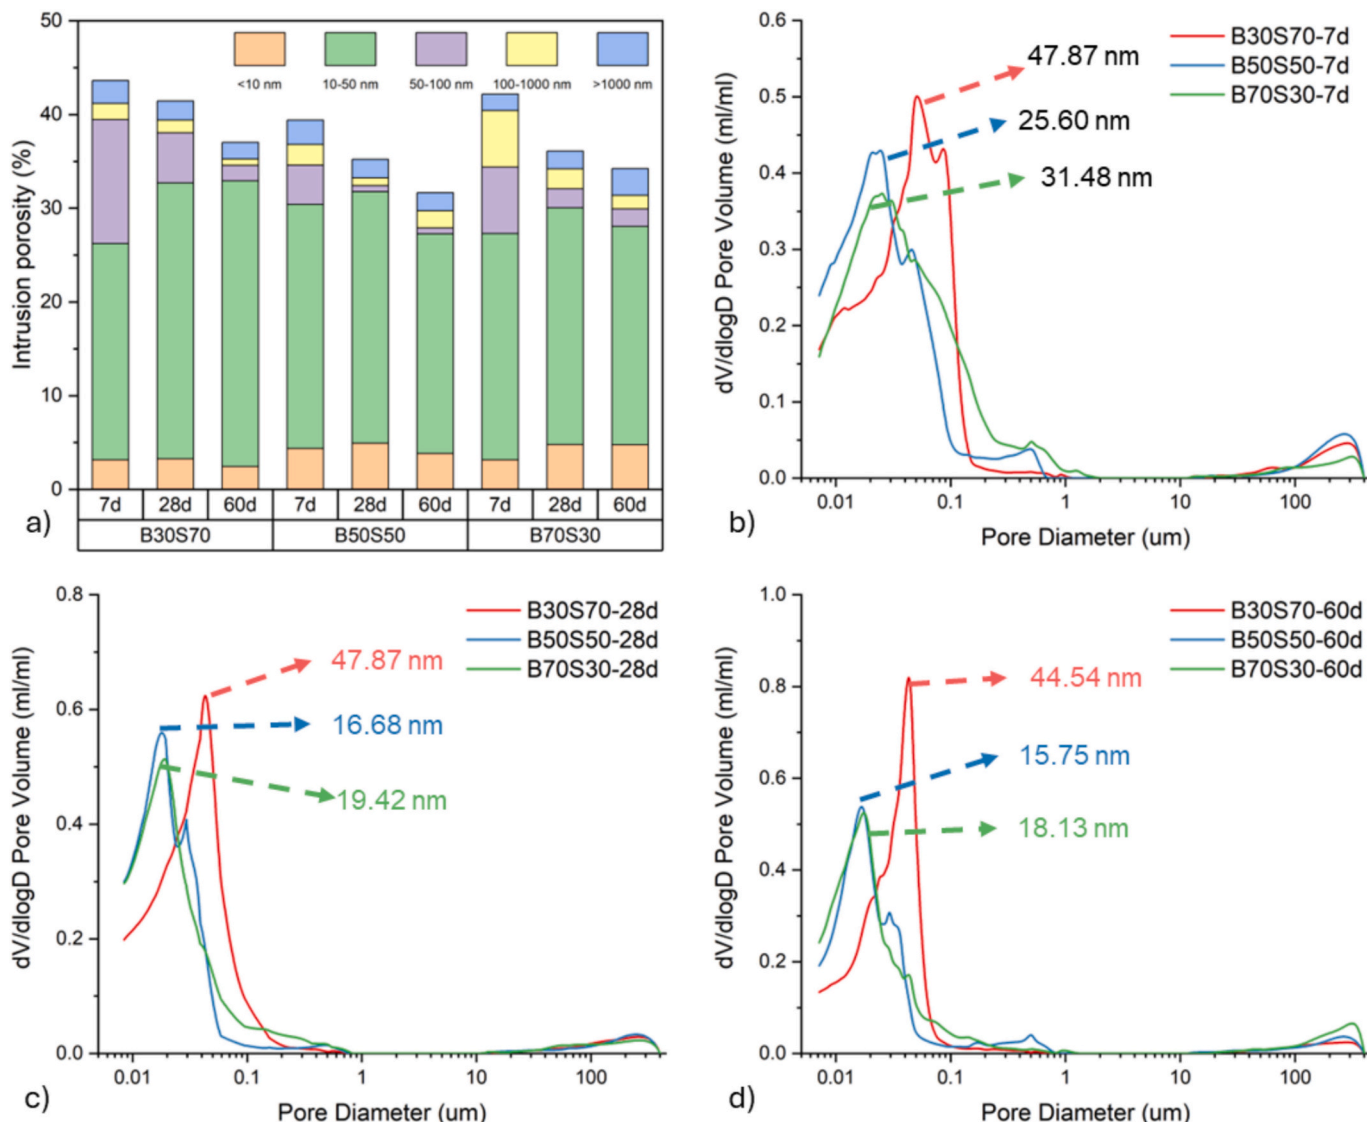 50
40
30
20
10
0
Intrusion porosity (%)
<10 nm
10-50 nm
50-100 nm
100-1000 nm
>1000 nm
7d
28d
60d
7d
28d
60d
7d
28d
60d
B30S70
B50S50
B70S30
a)
0.6
0.5
0.4
0.3
0.2
0.1
0.0
dV/dlogD Pore Volume (ml/ml)
B30S70-7d
B50S50-7d
B70S30-7d
47.87 nm
25.60 nm
31.48 nm
0.01
0.1
1
10
100
Pore Diameter (um)
b)
0.8
0.6
0.4
0.2
0.0
dV/dlogD Pore Volume (ml/ml)
B30S70-28d
B50S50-28d
B70S30-28d
47.87 nm
16.68 nm
19.42 nm
0.01
0.1
1
10
100
Pore Diameter (um)
c)
1.0
0.8
0.6
0.4
0.2
0.0
dV/dlogD Pore Volume (ml/ml)
B30S70-60d
B50S50-60d
B70S30-60d
44.54 nm
15.75 nm
18.13 nm
0.01
0.1
1
10
100
Pore Diameter (um)
d)